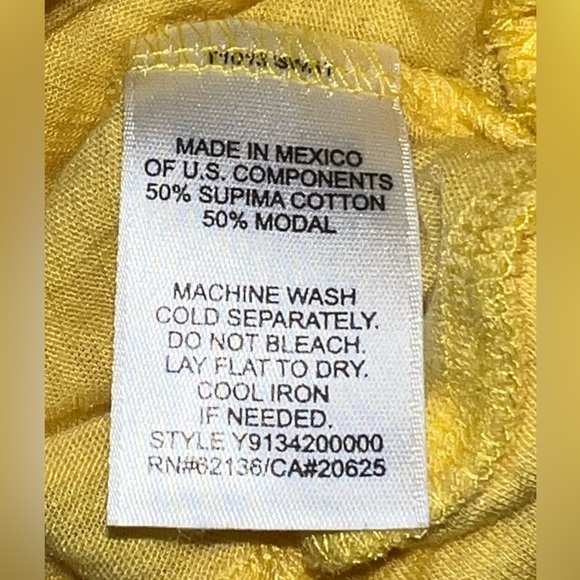 MADE IN MEXICO
OF U.S. COMPONENTS
50% SUPIMA COTTON
50% MODAL
MACHINE WASH
COLD SEPARATELY.
DO NOT BLEACH.
LAY FLAT TO DRY.
COOL IRON
IF NEEDED.
STYLE Y9134200000
RN#62136/CA#20625